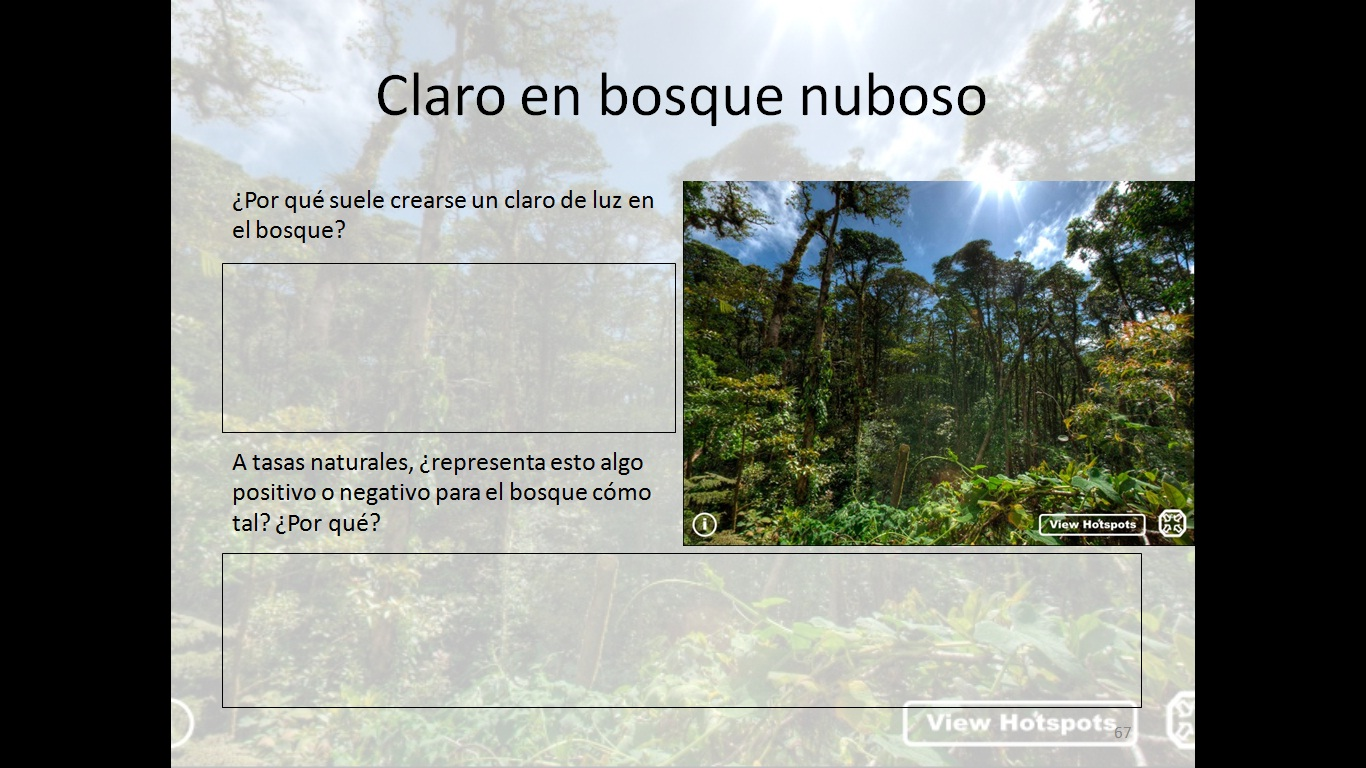 Claro en bosque nuboso
¿Por qué suele crearse un claro de luz en
el bosque?
A tasas naturales, ¿representa esto algo
positivo o negativo para el bosque cómo
tal? ¿Por qué?
i
View Hotspots
View Hotspots
67